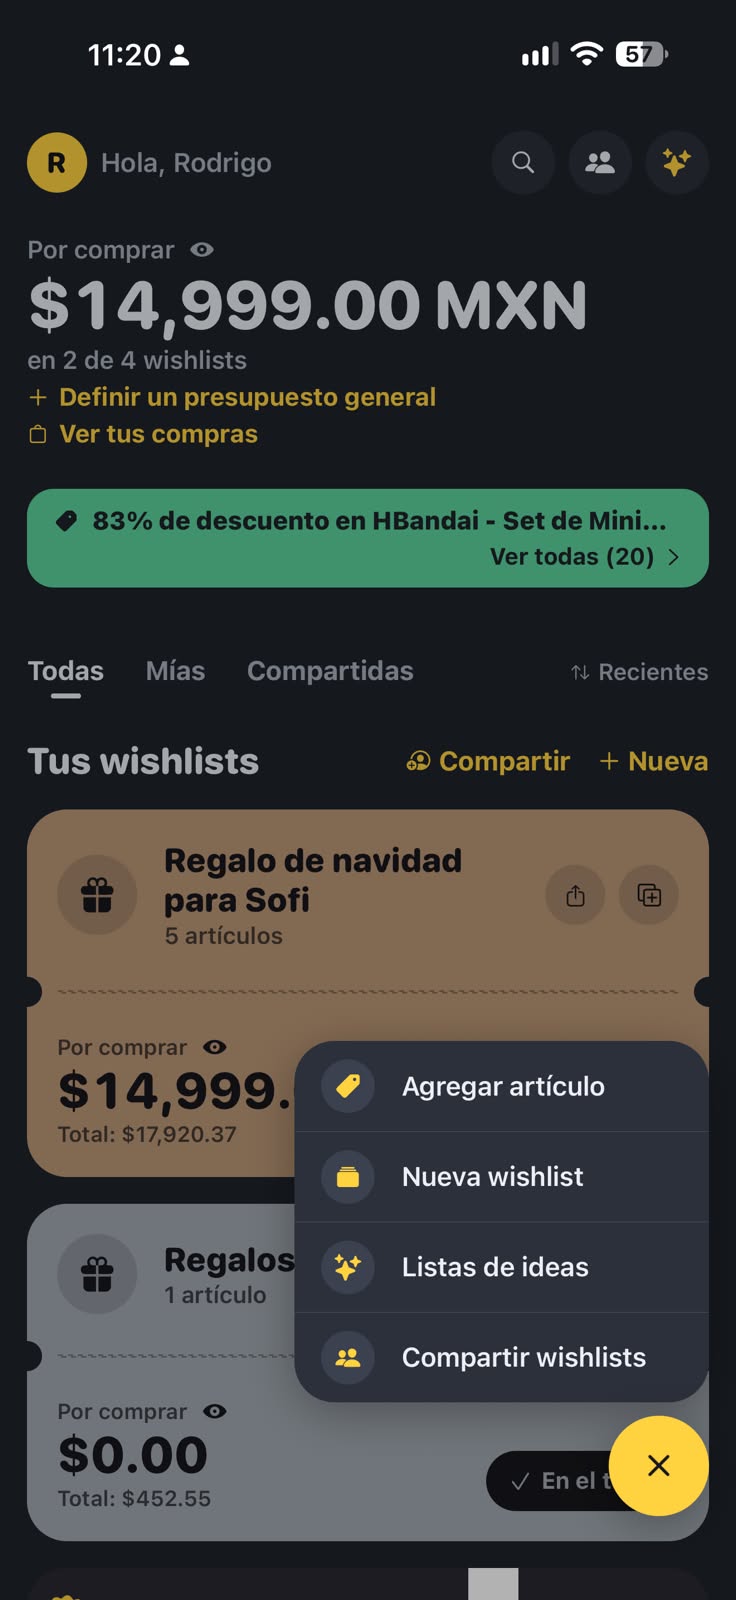 11:20
57
R
Hola, Rodrigo
Por comprar
$14,999.00 MXN
en 2 de 4 wishlists
+ Definir un presupuesto general
Ver tus compras
83% de descuento en HBandai - Set de Mini...
Ver todas (20)
Todas Mías Compartidas Recientes
Tus wishlists Compartir + Nueva
Regalo de navidad
para Sofi
5 artículos
Por comprar
$14,999.
Total: $17,920.37
Agregar artículo
Nueva wishlist
Listas de ideas
Compartir wishlists
Regalos
1 artículo
Por comprar
$0.00
Total: $452.55
En el